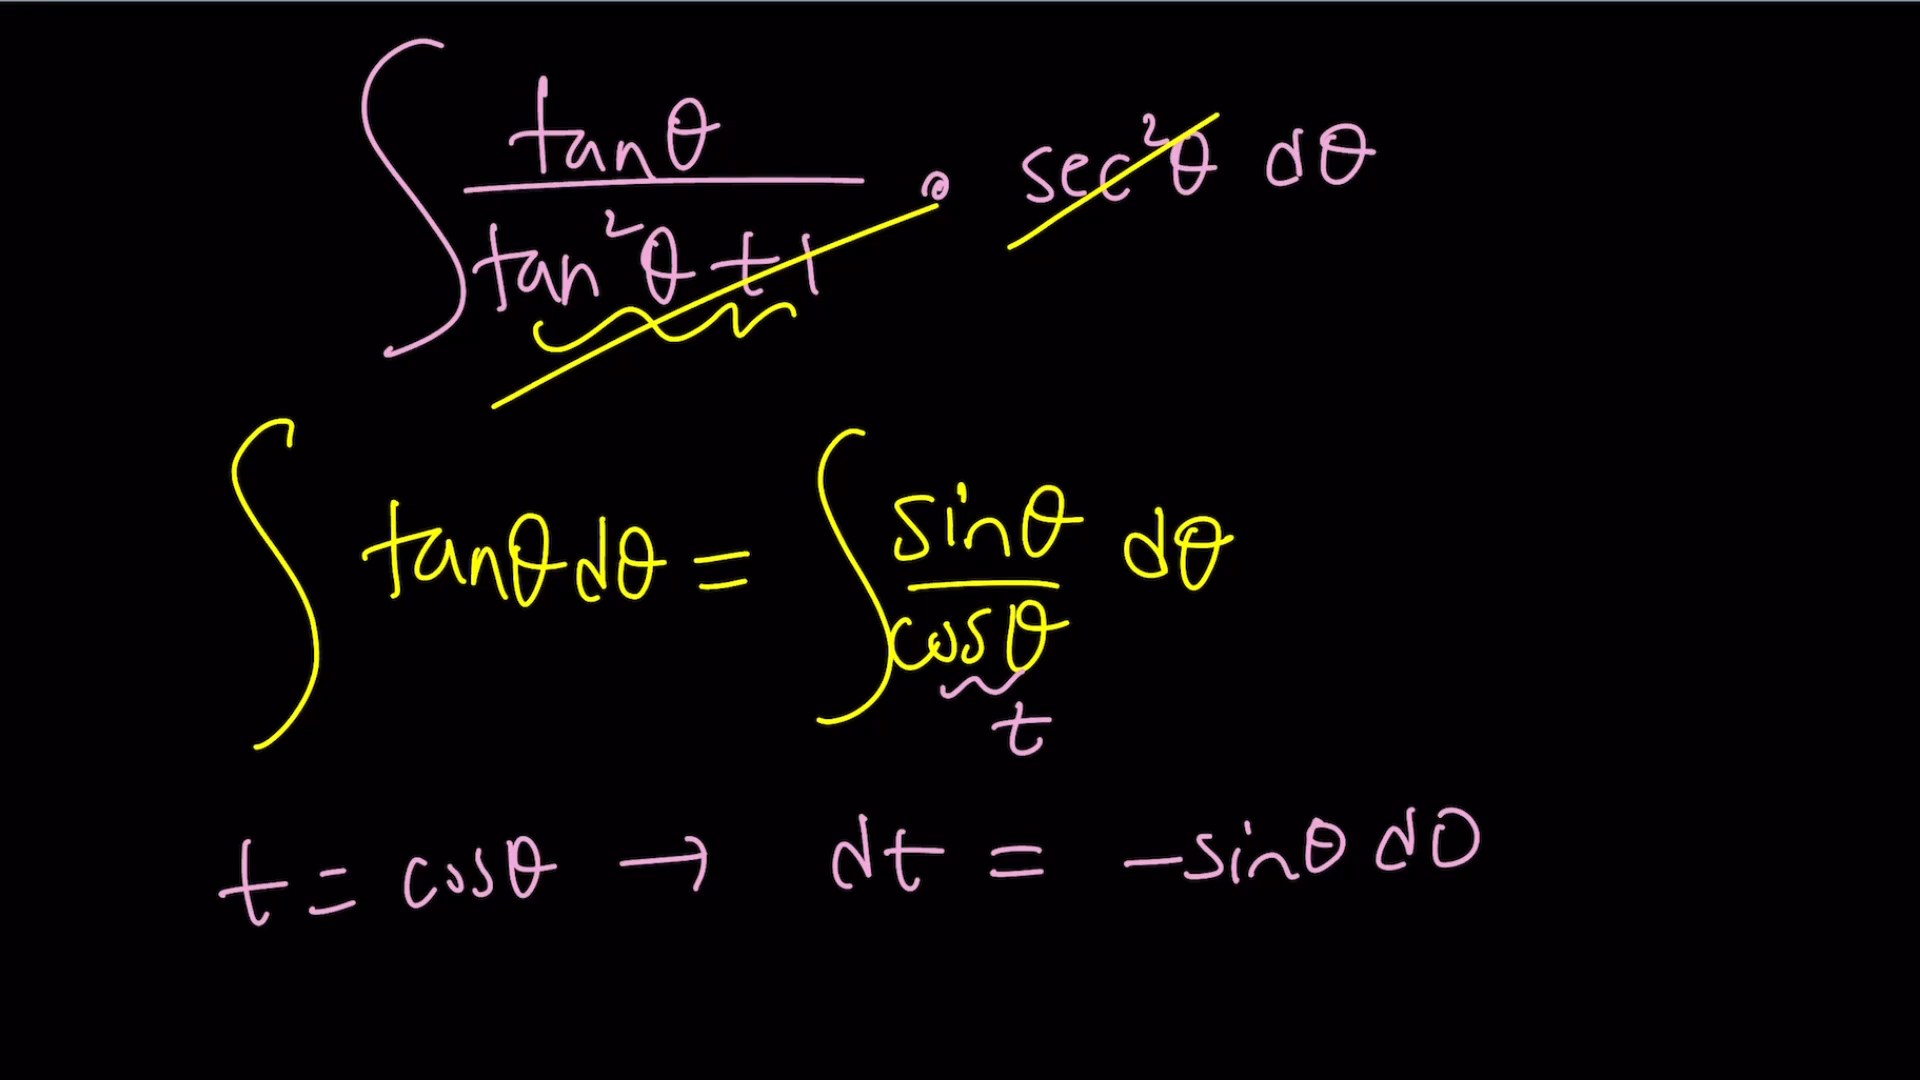 ∫ tanθ / (tan²θ + 1) · sec²θ dθ
∫ tanθ dθ = ∫ sinθ / cosθ dθ
t
t = cosθ → dt = -sinθ dθ